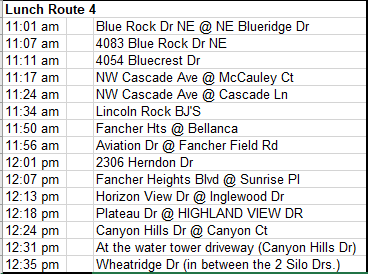 Lunch Route 4
11:01 am Blue Rock Dr NE @ NE Blueridge Dr
11:07 am 4083 Blue Rock Dr NE
11:11 am 4054 Bluecrest Dr
11:17 am NW Cascade Ave @ McCauley Ct
11:24 am NW Cascade Ave @ Cascade Ln
11:34 am Lincoln Rock BJ'S
11:50 am Fancher Hts @ Bellanca
11:56 am Aviation Dr @ Fancher Field Rd
12:01 pm 2306 Herndon Dr
12:07 pm Fancher Heights Blvd @ Sunrise Pl
12:13 pm Horizon View Dr @ Inglewood Dr
12:18 pm Plateau Dr @ HIGHLAND VIEW DR
12:24 pm Canyon Hills Dr @ Canyon Ct
12:31 pm At the water tower driveway (Canyon Hills Dr)
12:35 pm Wheatridge Dr (in between the 2 Silo Drs.)